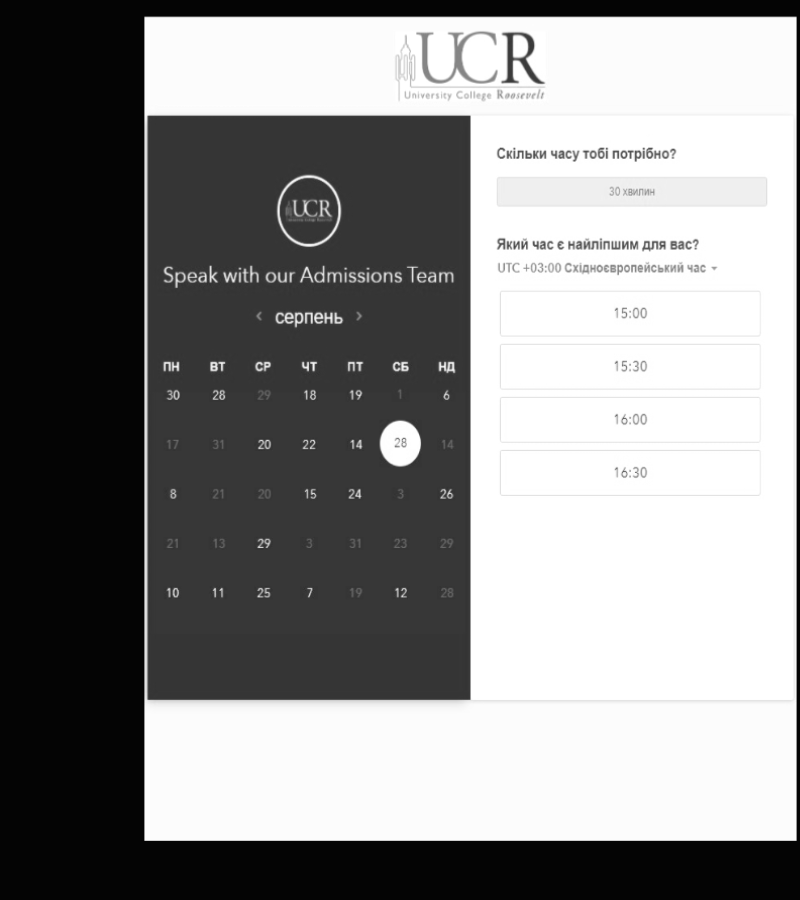 UCR
University College Roosevelt
UCR
Speak with our Admissions Team
серпень
ПН ВТ СР ЧТ ПТ СБ НД
30 28 29 18 19 1 6
17 31 20 22 14 28 14
8 21 20 15 24 3 26
21 13 29 3 31 23 29
10 11 25 7 19 12 28
Скільки часу тобі потрібно?
30 хвилин
Який час є найліпшим для вас?
UTC +03:00 Східноєвропейський час
15:00
15:30
16:00
16:30